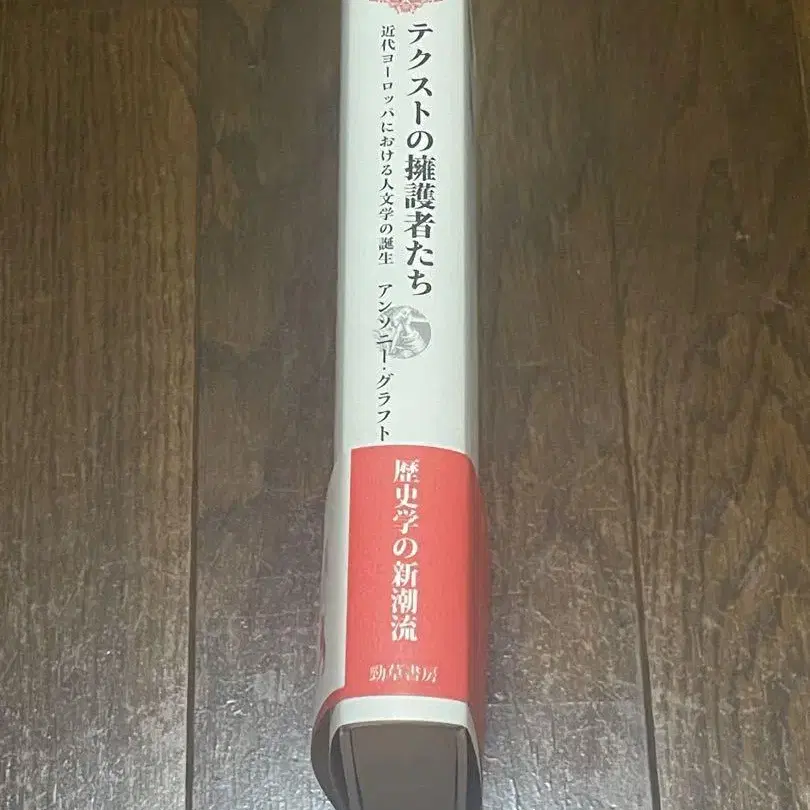 テクストの擁護者たち
近代ヨーロッパにおける人文学の誕生
アンソニー・グラフト
歴史学の新潮流
勁草書房